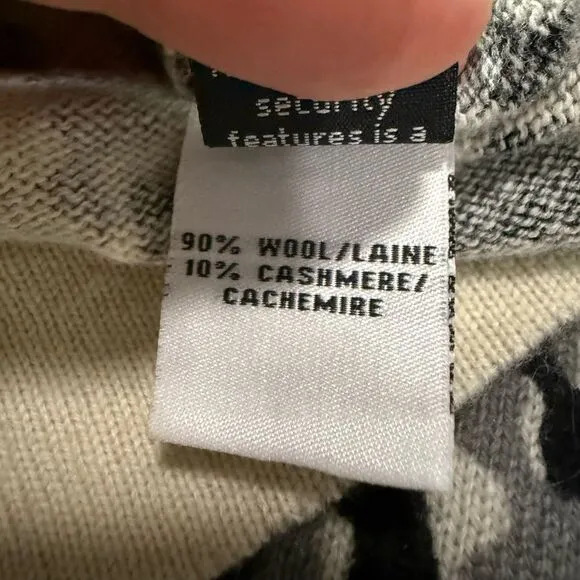 security
features is a
90% WOOL/LAINE
10% CASHMERE/
CACHEMIRE